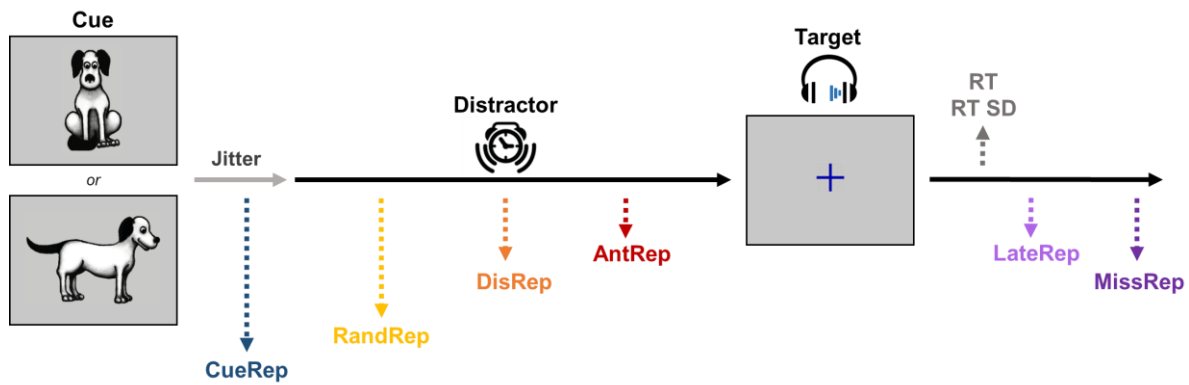 Cue
or
Jitter
CueRep
RandRep
Distractor
DisRep
AntRep
Target
RT
RT SD
LateRep
MissRep